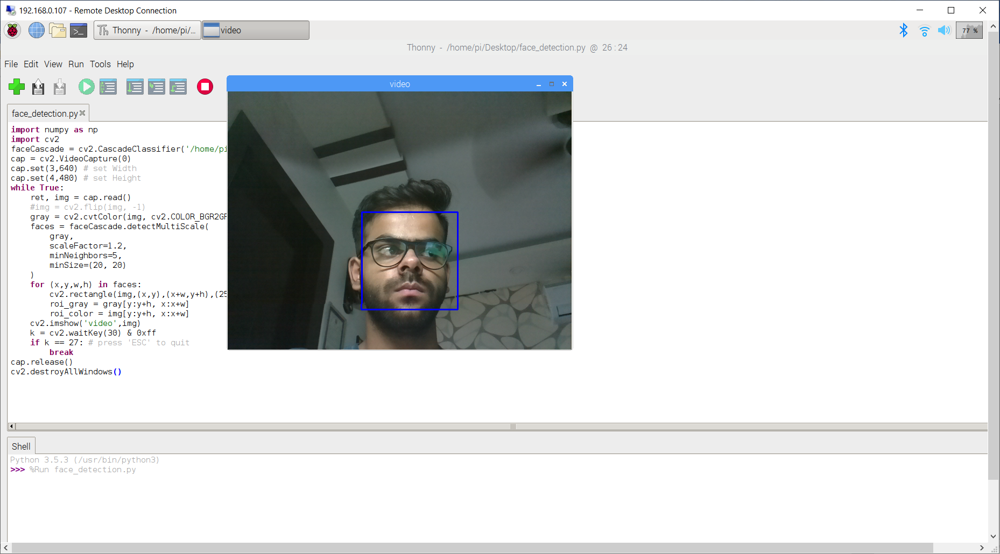 192.168.0.107 - Remote Desktop Connection
Thonny - /home/pi/...
video
77 %
Thonny - /home/pi/Desktop/face_detection.py @ 26 : 24
File Edit View Run Tools Help
video
face_detection.py
import numpy as np
import cv2
faceCascade = cv2.CascadeClassifier('/home/pi
cap = cv2.VideoCapture(0)
cap.set(3,640) # set Width
cap.set(4,480) # set Height
while True:
    ret, img = cap.read()
    #img = cv2.flip(img, -1)
    gray = cv2.cvtColor(img, cv2.COLOR_BGR2GR
    faces = faceCascade.detectMultiScale(
        gray,
        scaleFactor=1.2,
        minNeighbors=5,
        minSize=(20, 20)
    )
    for (x,y,w,h) in faces:
        cv2.rectangle(img,(x,y),(x+w,y+h),(25
        roi_gray = gray[y:y+h, x:x+w]
        roi_color = img[y:y+h, x:x+w]
    cv2.imshow('video',img)
    k = cv2.waitKey(30) & 0xff
    if k == 27: # press 'ESC' to quit
        break
cap.release()
cv2.destroyAllWindows()
Shell
Python 3.5.3 (/usr/bin/python3)
>>> %Run face_detection.py